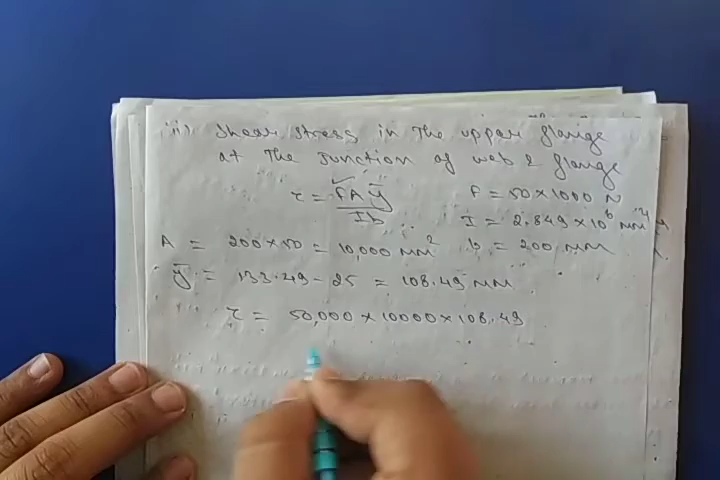 iii) Shear stress in the upper flange
at the junction of web & flange
τ = FAȳ / Ib
F = 50×1000 N
I = 2.849×10⁶ mm⁴
A = 200×50 = 10,000 mm²
b = 200 mm
ȳ = 133.49 - 25 = 108.49 mm
τ = 50,000×10000×108.49